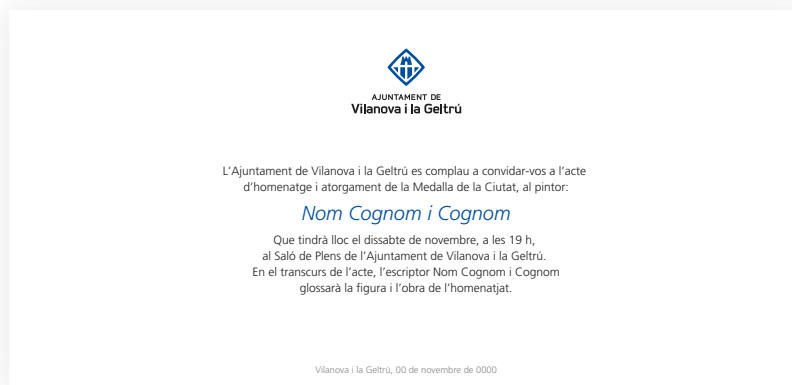 AJUNTAMENT DE
Vilanova i la Geltrú
L'Ajuntament de Vilanova i la Geltrú es complau a convidar-vos a l'acte
d'homenatge i atorgament de la Medalla de la Ciutat, al pintor:
Nom Cognom i Cognom
Que tindrà lloc el dissabte de novembre, a les 19 h,
al Saló de Plens de l'Ajuntament de Vilanova i la Geltrú.
En el transcurs de l'acte, l'escriptor Nom Cognom i Cognom
glossarà la figura i l'obra de l'homenatjat.
Vilanova i la Geltrú, 00 de novembre de 0000